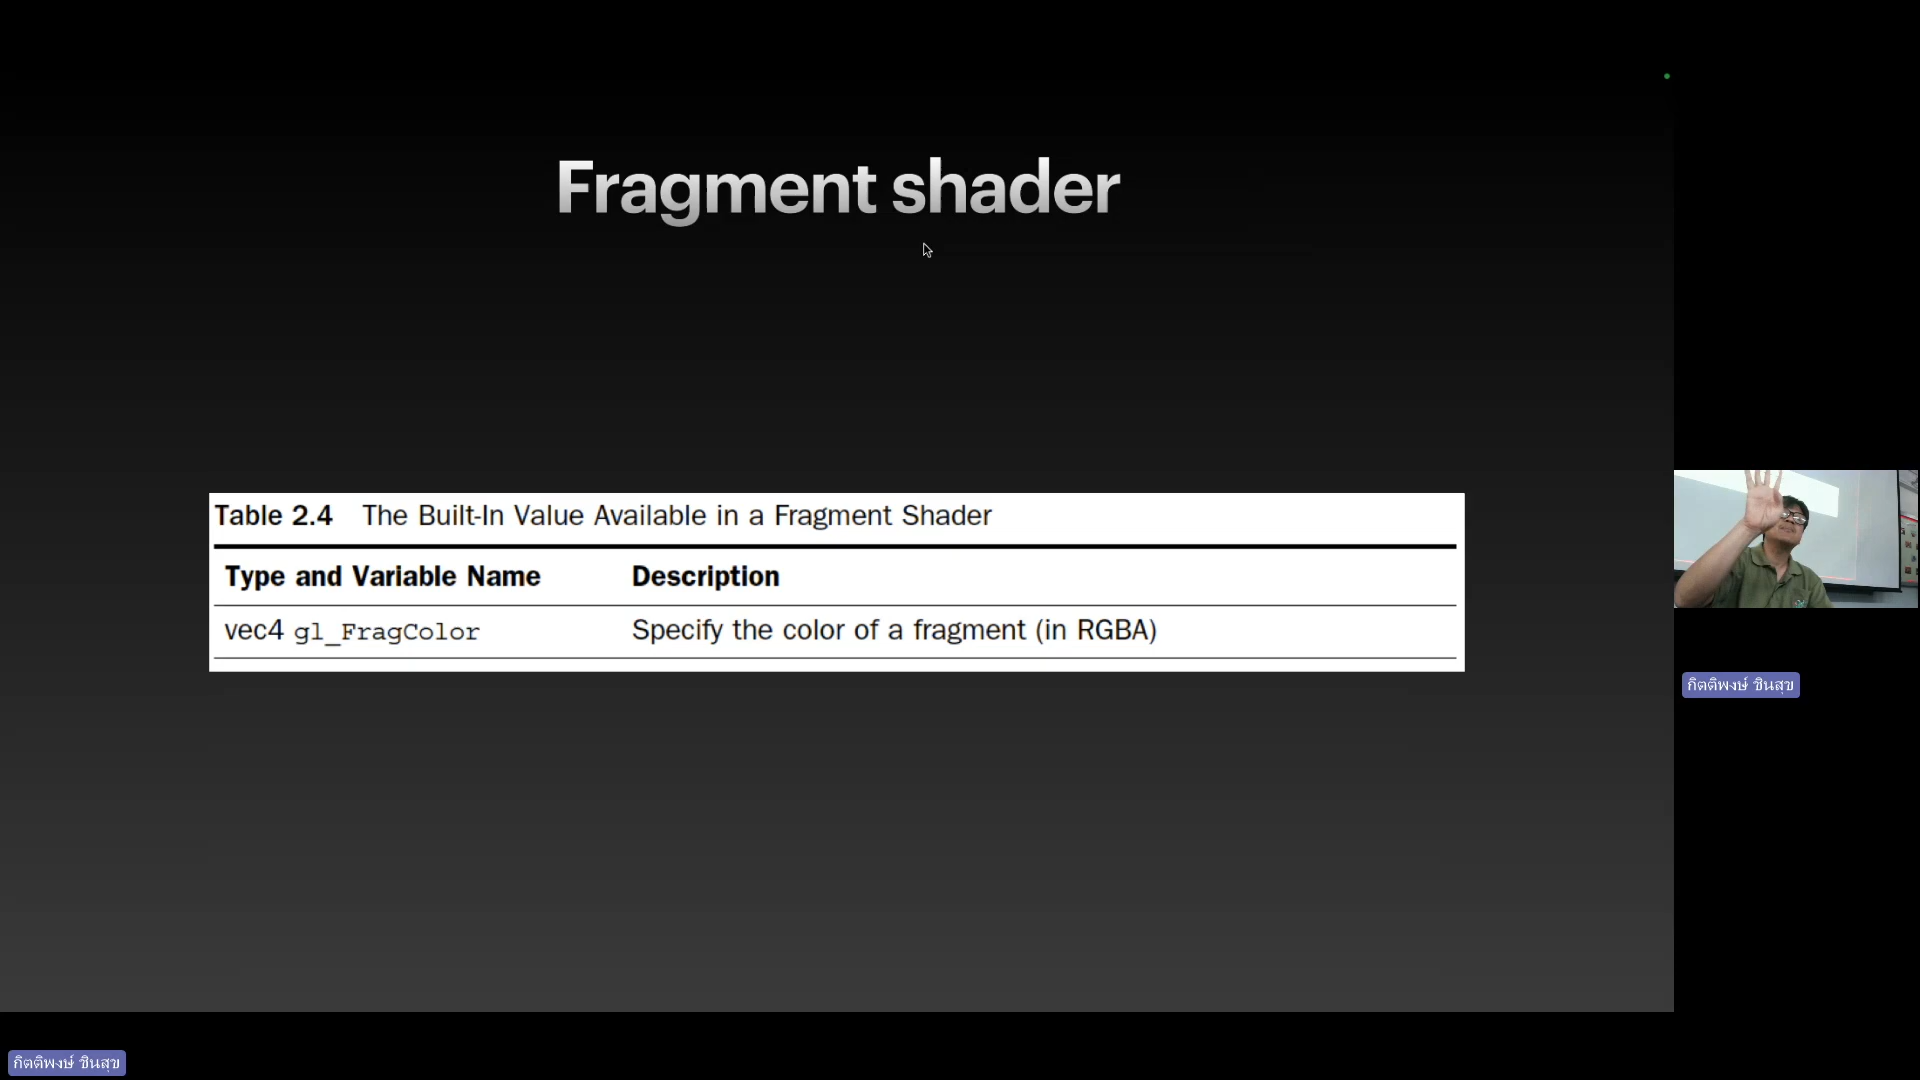 Fragment shader
Table 2.4 The Built-In Value Available in a Fragment Shader
Type and Variable Name Description
vec4 gl_FragColor Specify the color of a fragment (in RGBA)
กิตติพงษ์ ชินสุข
กิตติพงษ์ ชินสุข